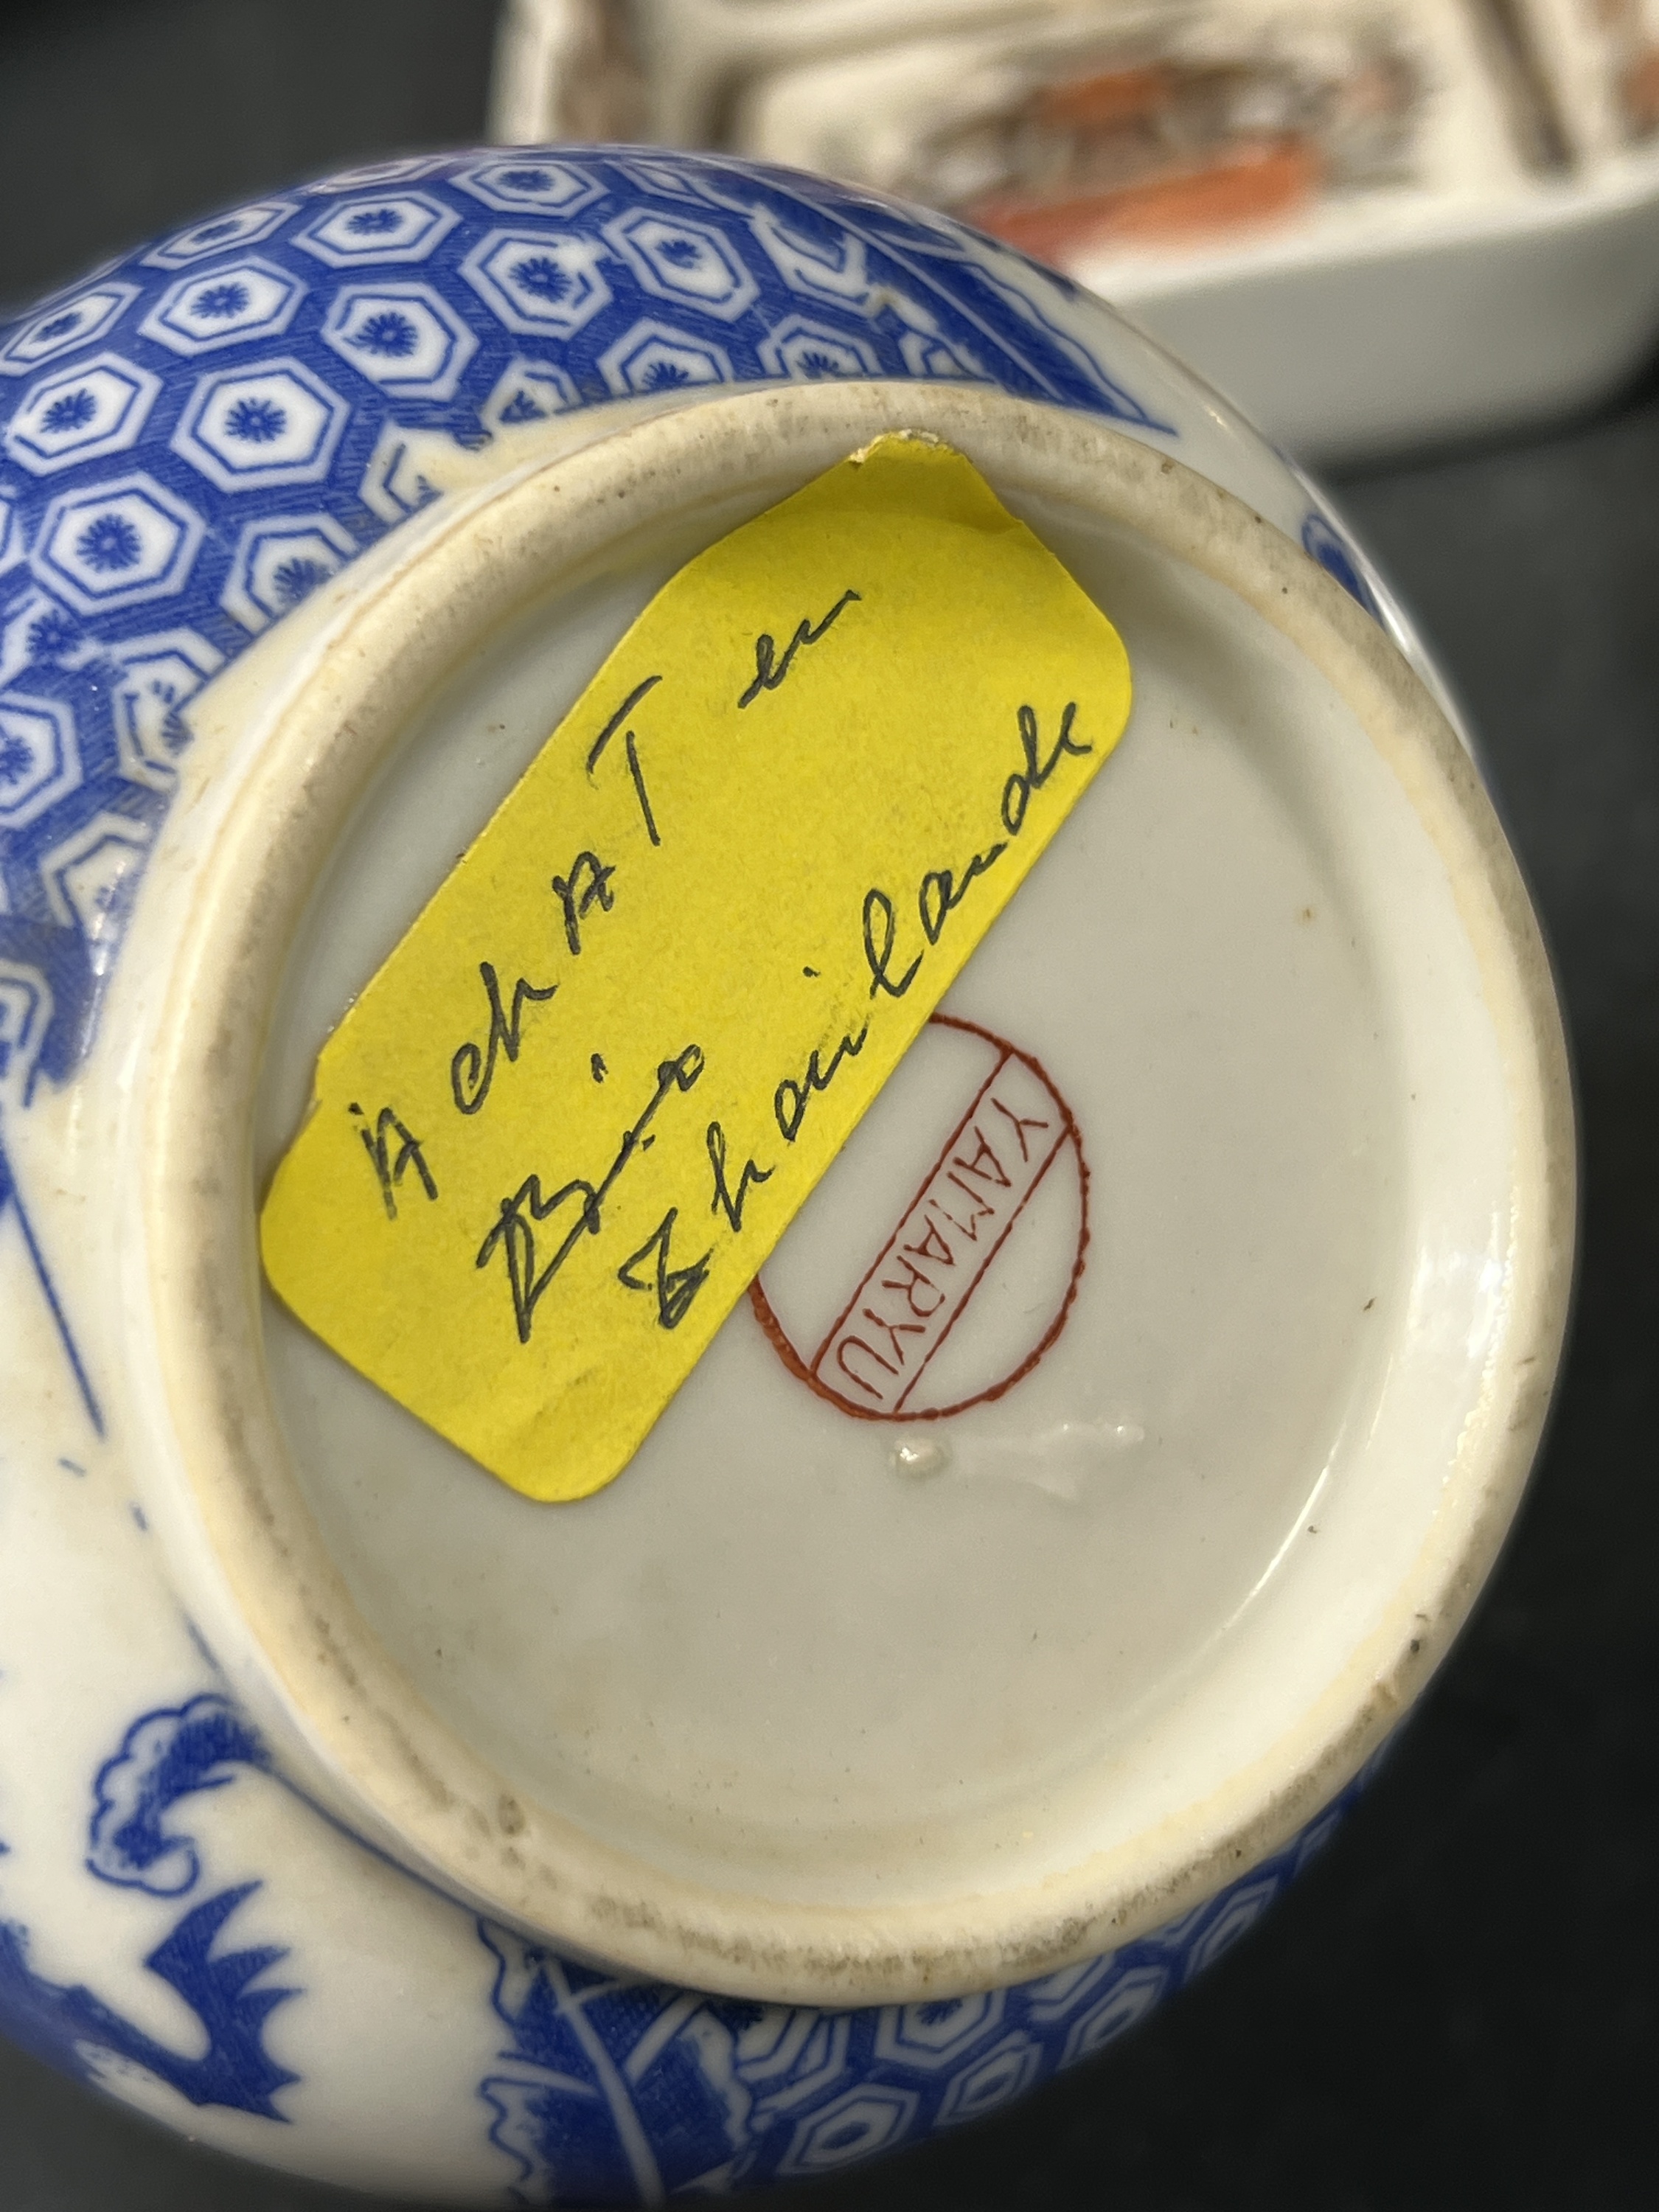 AchAT en
Thailande
YAMARYU